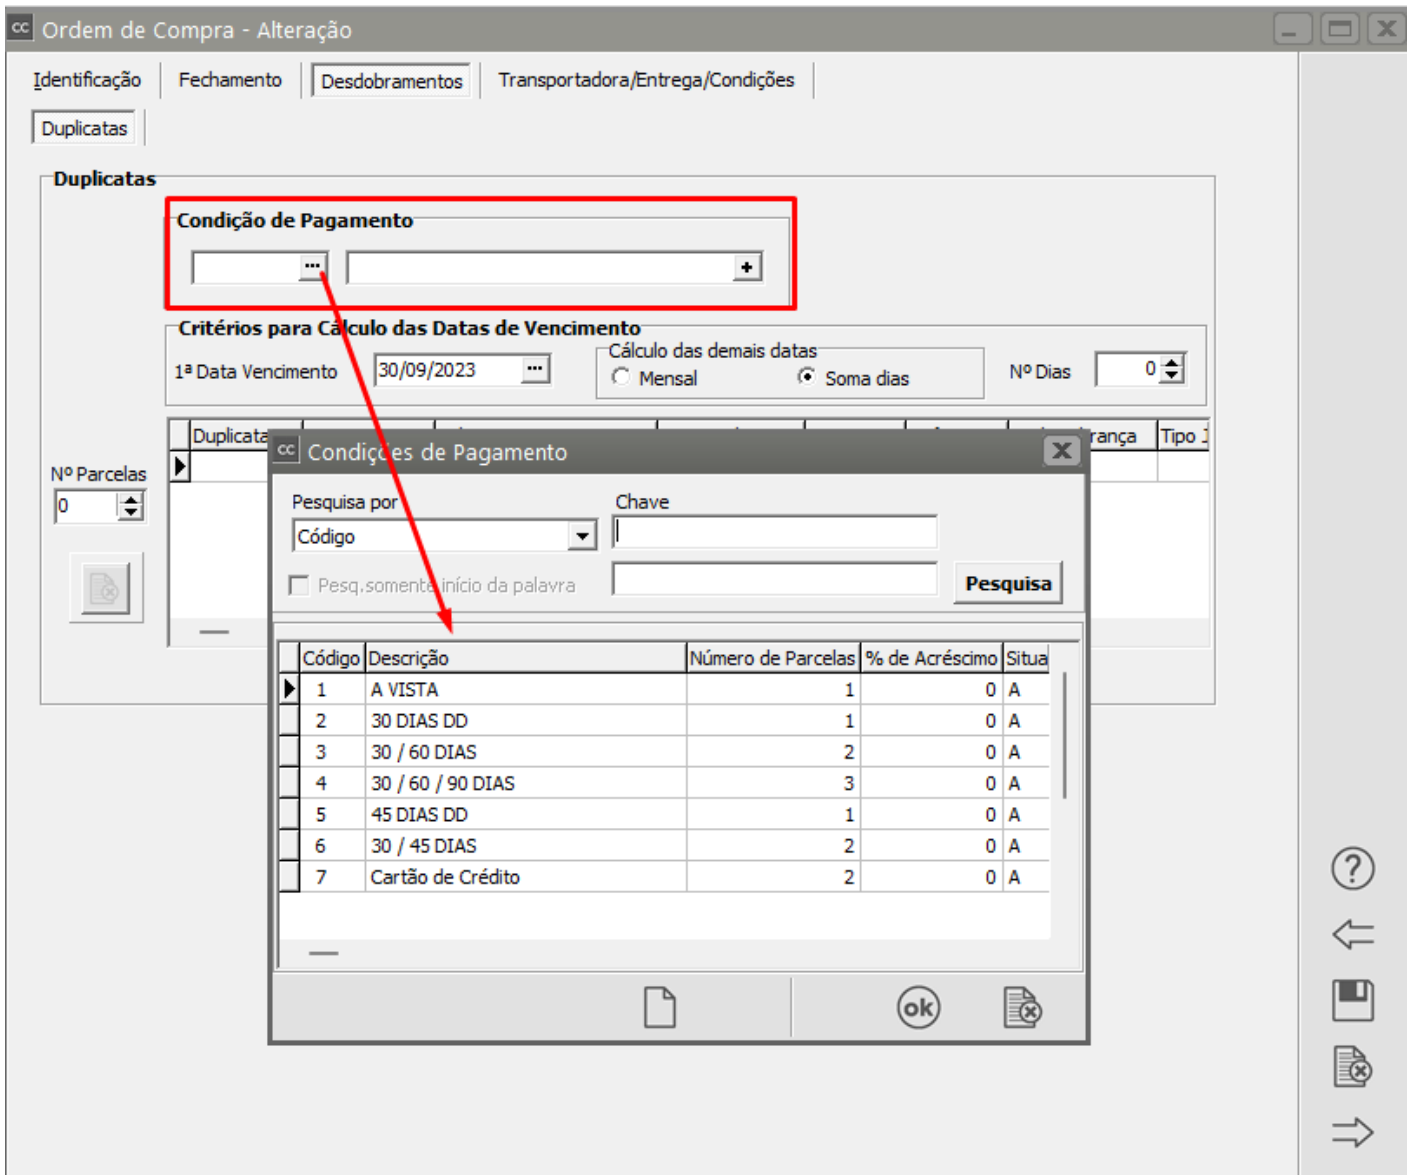 cc Ordem de Compra - Alteração
Identificação Fechamento Desdobramentos Transportadora/Entrega/Condições
Duplicatas
Duplicatas
Condição de Pagamento
Critérios para Cálculo das Datas de Vencimento
Cálculo das demais datas
1ª Data Vencimento 30/09/2023 Mensal Soma dias Nº Dias 0
Duplicata rança Tipo
Nº Parcelas
0
cc Condições de Pagamento
Pesquisa por Chave
Código
Pesq.somente início da palavra Pesquisa
Código Descrição Número de Parcelas % de Acréscimo Situa
1 A VISTA 1 0 A
2 30 DIAS DD 1 0 A
3 30 / 60 DIAS 2 0 A
4 30 / 60 / 90 DIAS 3 0 A
5 45 DIAS DD 1 0 A
6 30 / 45 DIAS 2 0 A
7 Cartão de Crédito 2 0 A
ok